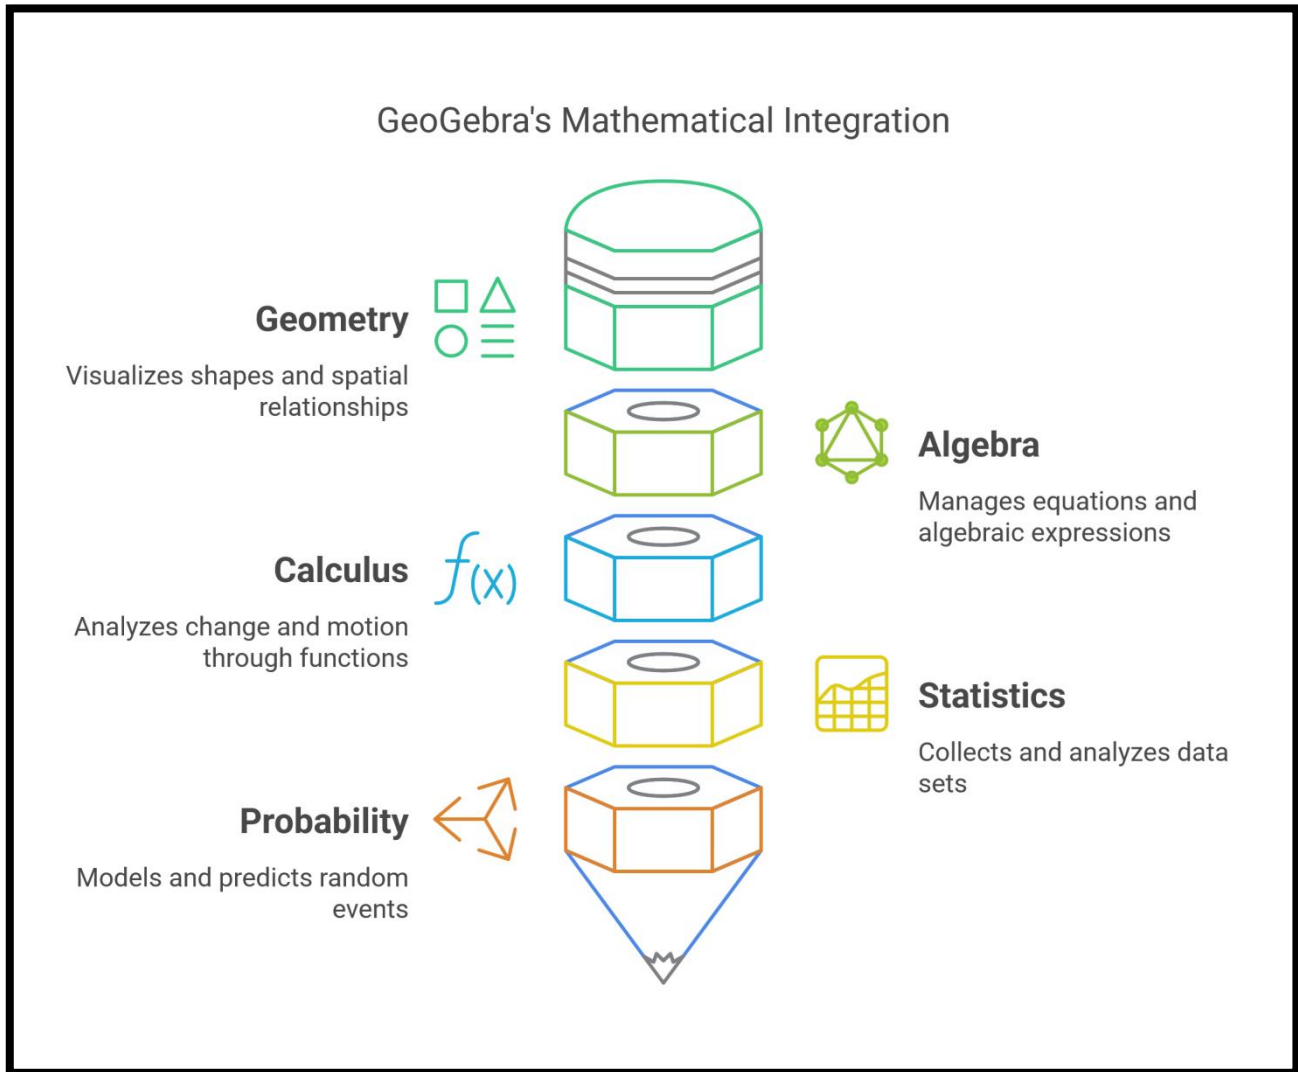 GeoGebra's Mathematical Integration
Geometry
Visualizes shapes and spatial
relationships
Algebra
Manages equations and
algebraic expressions
Calculus
f(x)
Analyzes change and motion
through functions
Statistics
Collects and analyzes data
sets
Probability
Models and predicts random
events